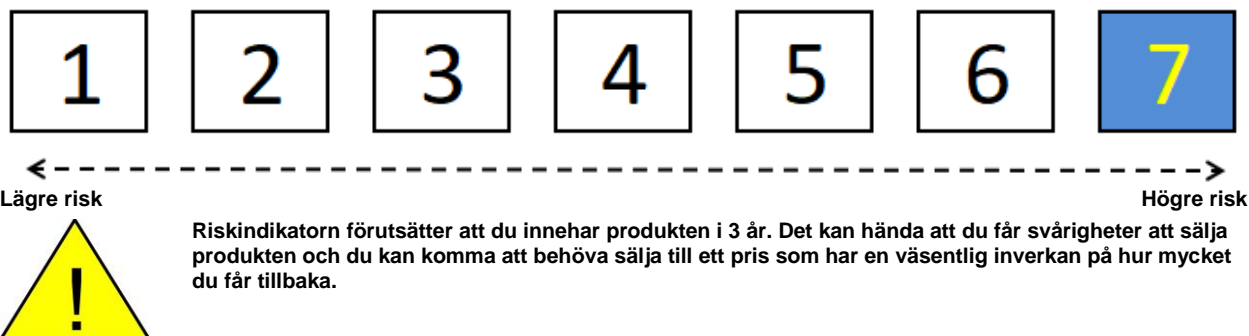 1 2 3 4 5 6 7
Lägre risk Högre risk
Riskindikatorn förutsätter att du innehar produkten i 3 år. Det kan hända att du får svårigheter att sälja
produkten och du kan komma att behöva sälja till ett pris som har en väsentlig inverkan på hur mycket
du får tillbaka.
!